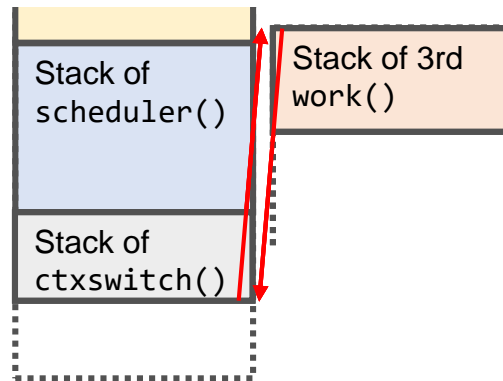 Stack of
scheduler()
Stack of 3rd
work()
Stack of
ctxswitch()